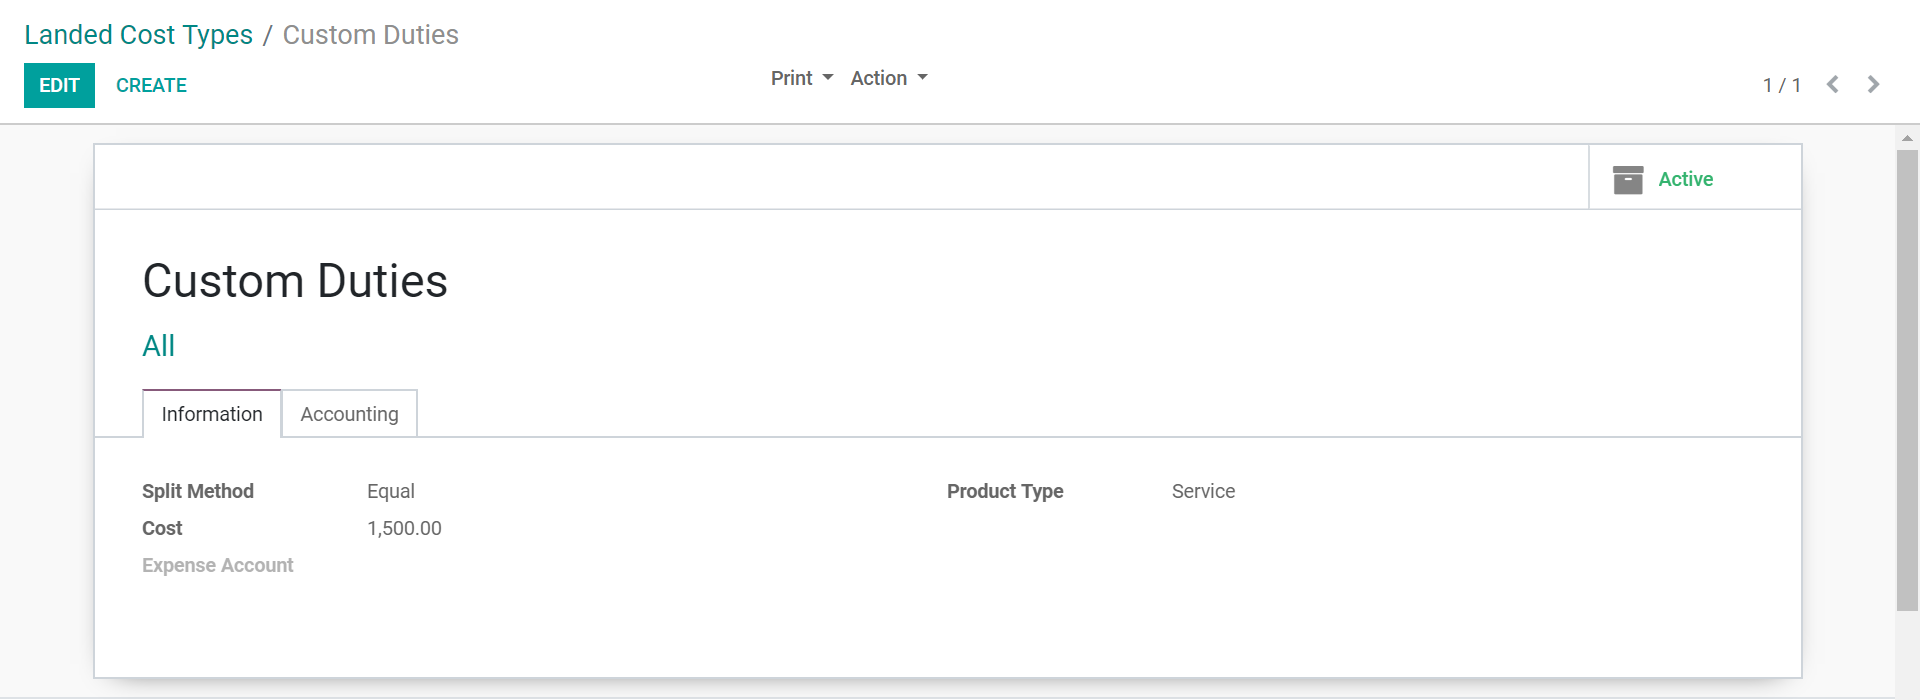 Landed Cost Types / Custom Duties
EDIT CREATE Print Action 1 / 1
Active
Custom Duties
All
Information Accounting
Split Method Equal Product Type Service
Cost 1,500.00
Expense Account